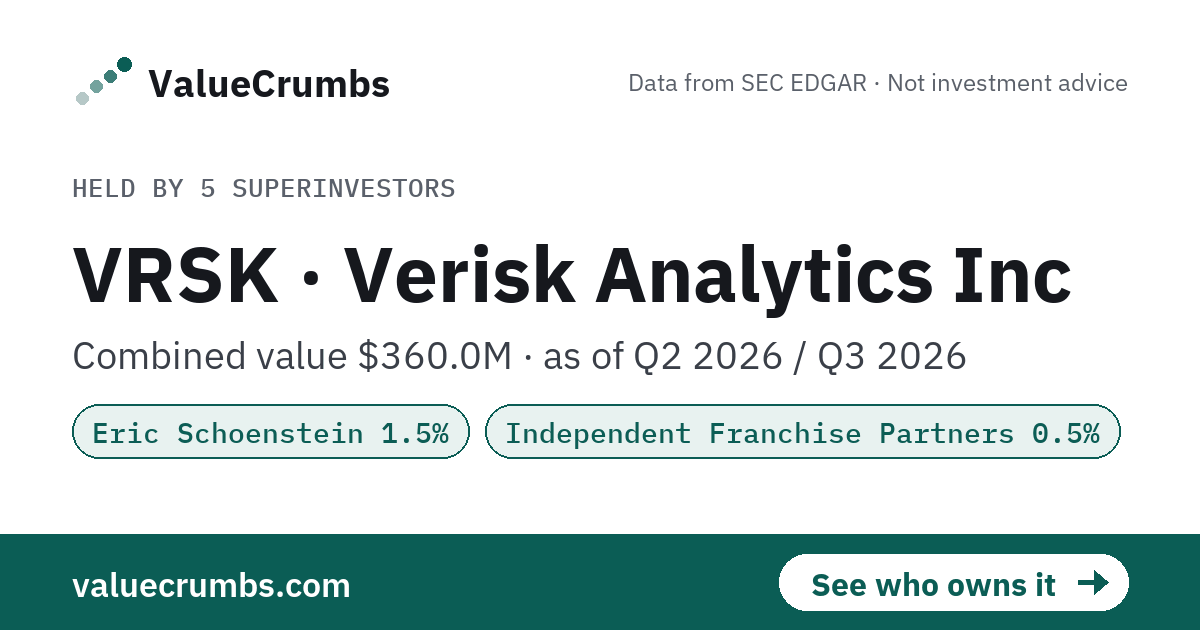 ValueCrumbs
Data from SEC EDGAR · Not investment advice
HELD BY 5 SUPERINVESTORS
VRSK · Verisk Analytics Inc
Combined value $360.0M · as of Q2 2026 / Q3 2026
Eric Schoenstein 1.5%
Independent Franchise Partners 0.5%
valuecrumbs.com
See who owns it →